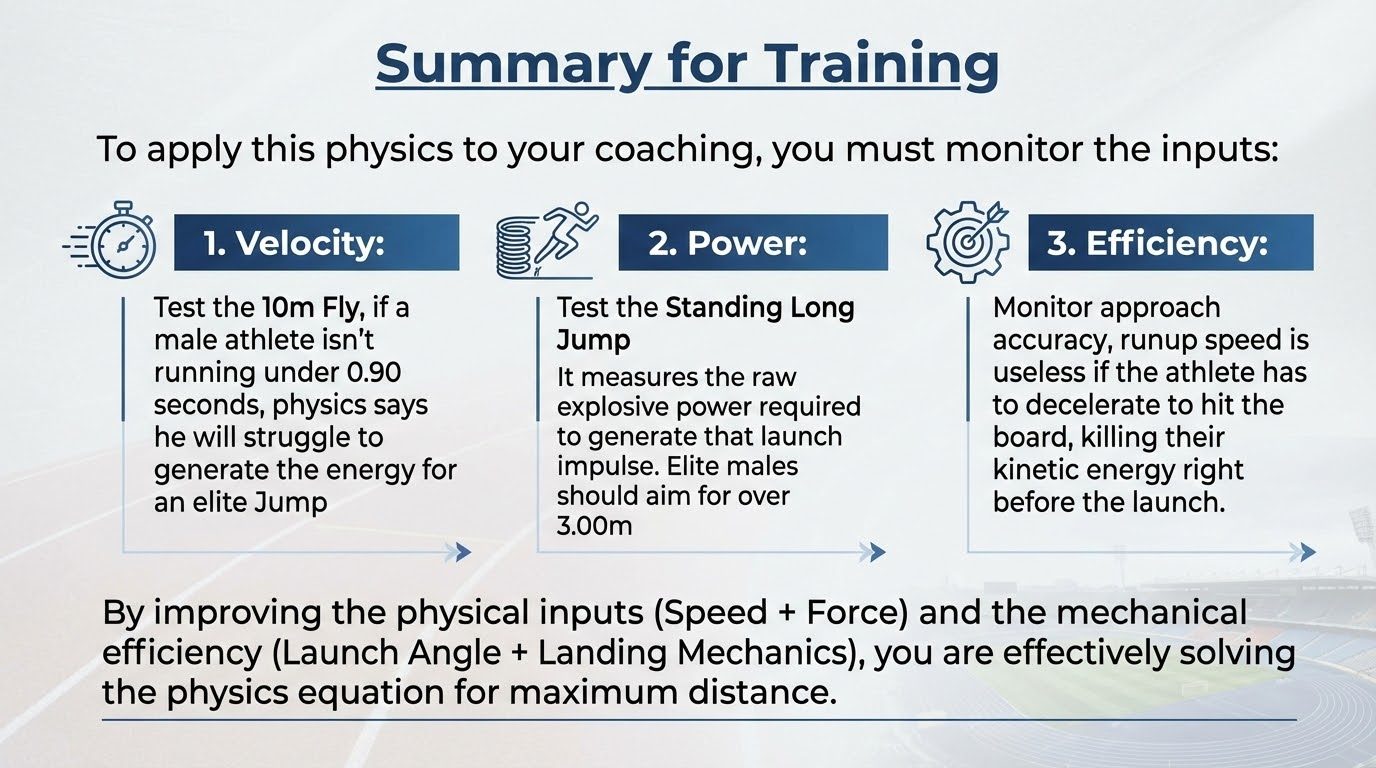 Summary for Training
To apply this physics to your coaching, you must monitor the inputs:
1. Velocity:
Test the 10m Fly, if a
male athlete isn't
running under 0.90
seconds, physics says
he will struggle to
generate the energy for
an elite Jump
2. Power:
Test the Standing Long
Jump
It measures the raw
explosive power required
to generate that launch
impulse. Elite males
should aim for over
3.00m
3. Efficiency:
Monitor approach
accuracy, runup speed is
useless if the athlete has
to decelerate to hit the
board, killing their
kinetic energy right
before the launch.
By improving the physical inputs (Speed + Force) and the mechanical
efficiency (Launch Angle + Landing Mechanics), you are effectively solving
the physics equation for maximum distance.